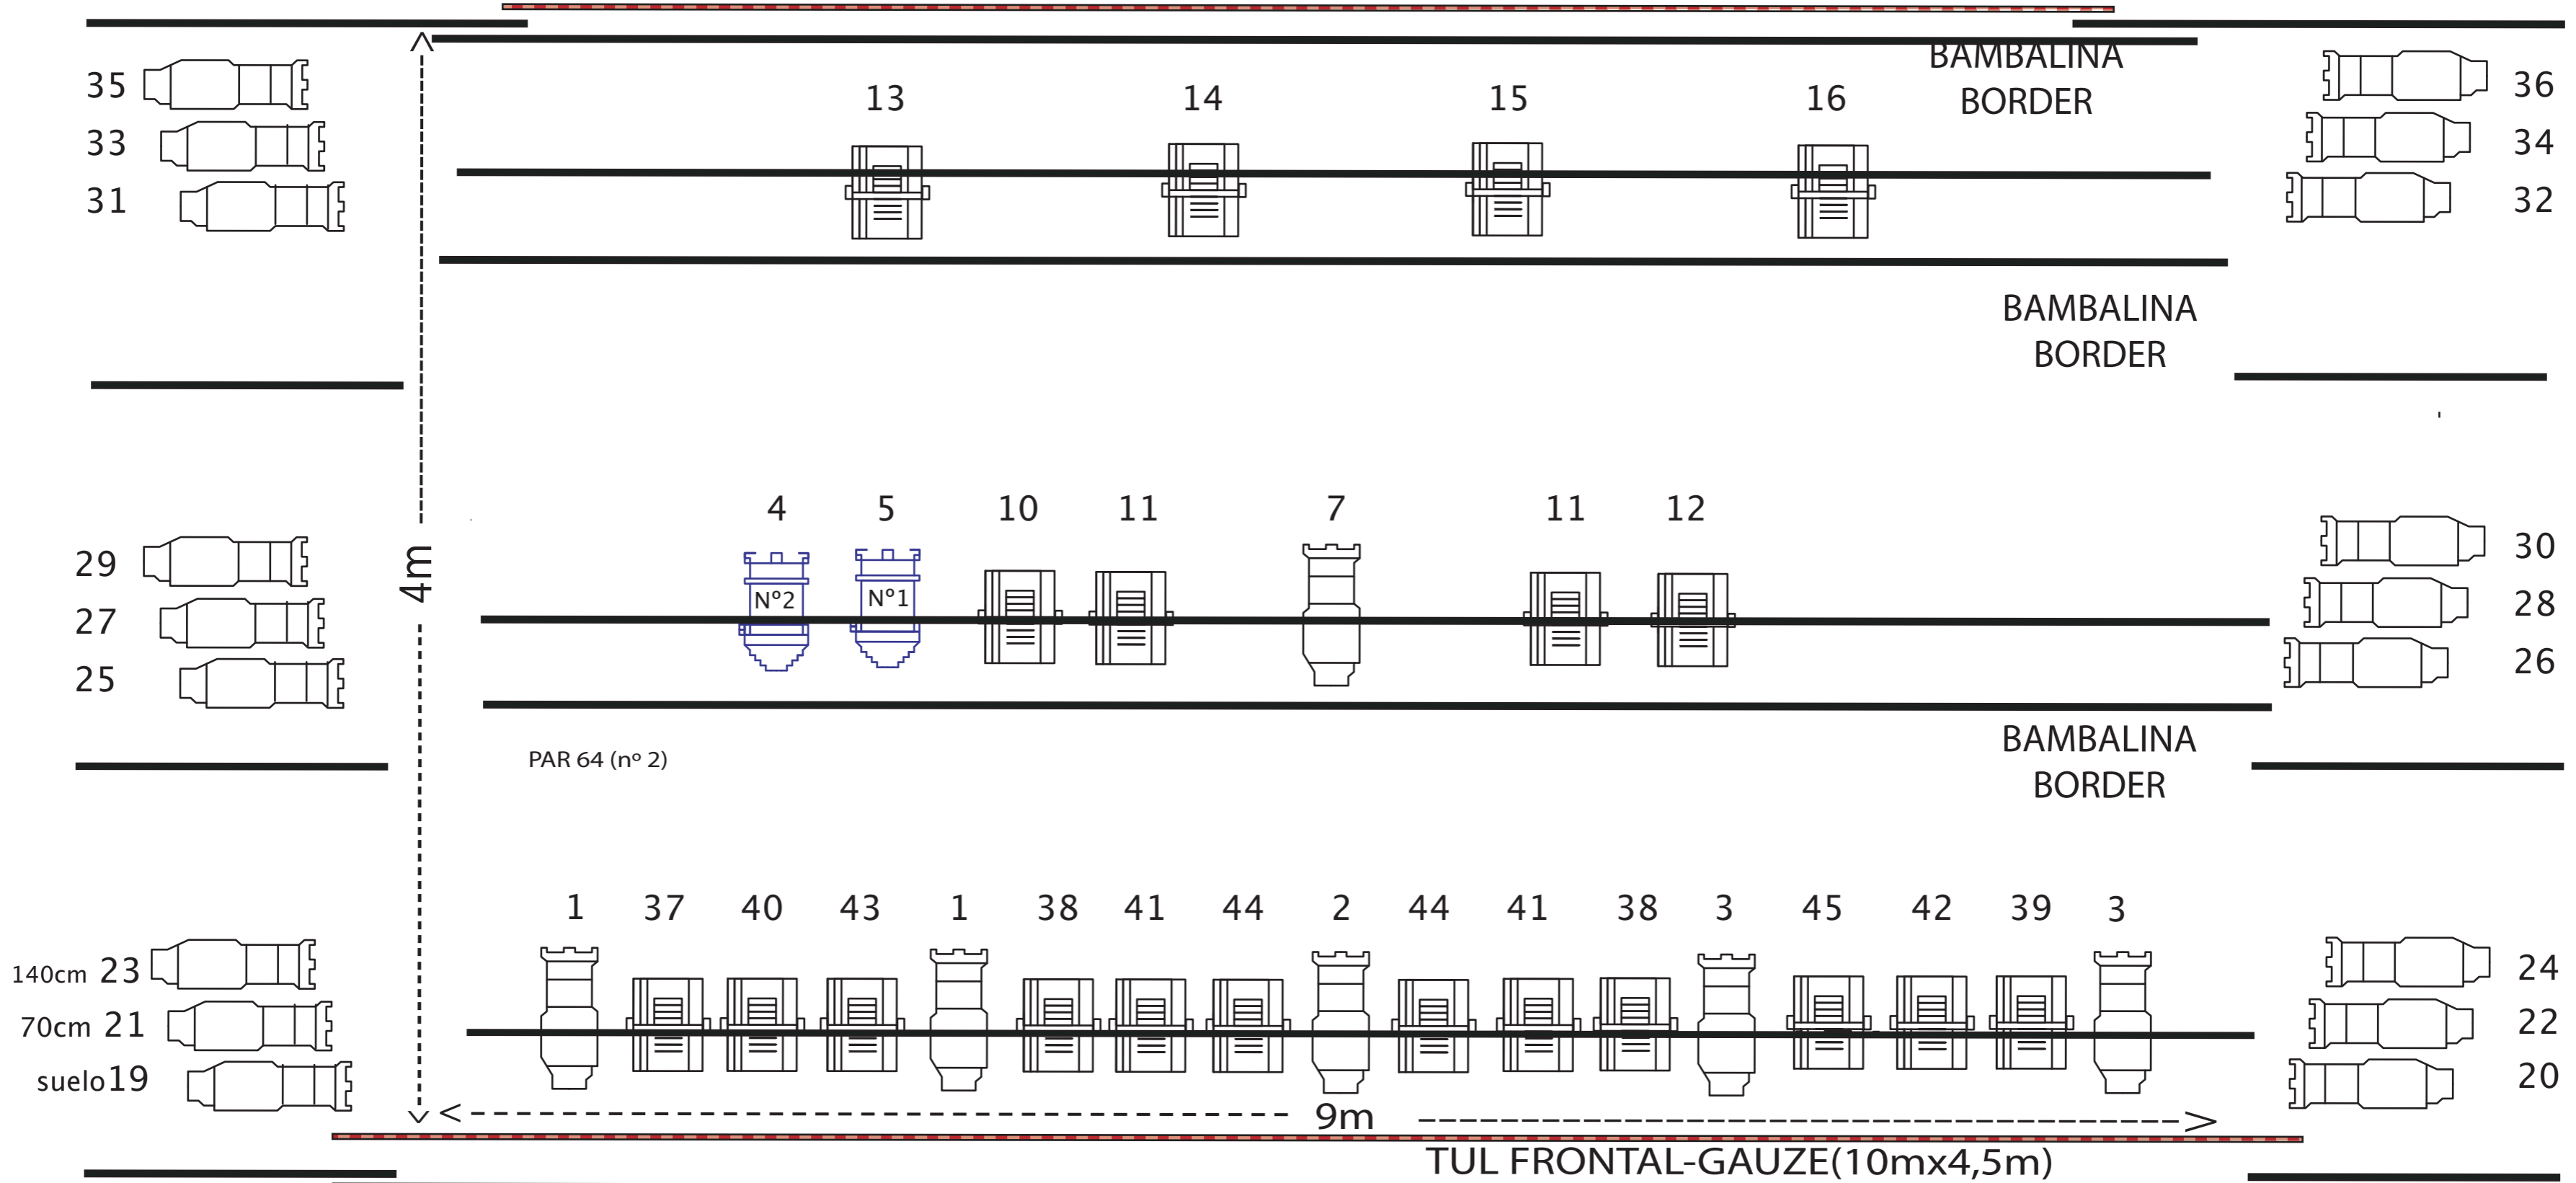 BAMBALINA
BORDER
35 13 14 15 16 36
33 34
31 32
BAMBALINA
BORDER
4 5 10 11 7 11 12
29 30
4m
Nº2 Nº1
27 28
25 26
BAMBALINA
BORDER
PAR 64 (nº 2)
1 37 40 43 1 38 41 44 2 44 41 38 3 45 42 39 3
140cm 23 24
70cm 21 22
suelo19 20
9m
TUL FRONTAL-GAUZE(10mx4,5m)